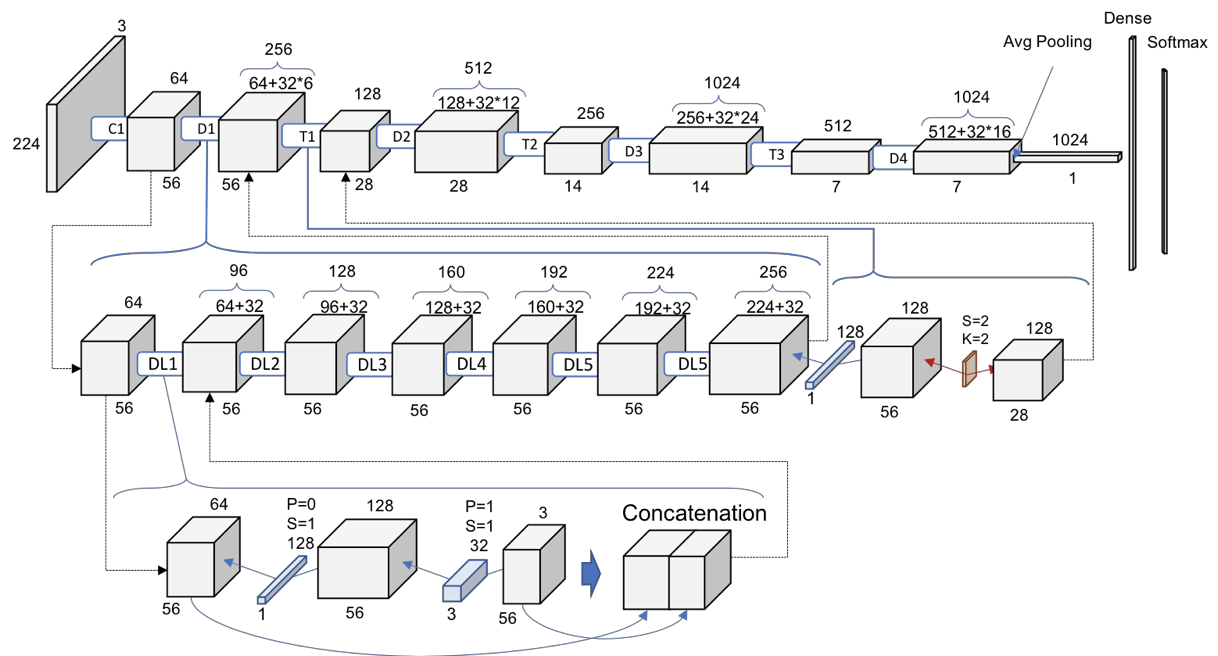 Dense
3
Softmax
Avg Pooling
256
512
1024
1024
64
64+32*6
128
128+32*12
256
256+32*24
512
512+32*16
224
C1
D1
T1
D2
T2
D3
T3
D4
1024
56
56
28
28
14
14
7
7
1
96
128
160
192
224
256
64
64+32
96+32
128+32
160+32
192+32
224+32
128
128
S=2
K=2
128
DL1
DL2
DL3
DL4
DL5
DL5
56
56
56
56
56
56
56
1
56
28
64
P=0
S=1
128
128
P=1
S=1
32
3
Concatenation
56
1
56
3
56